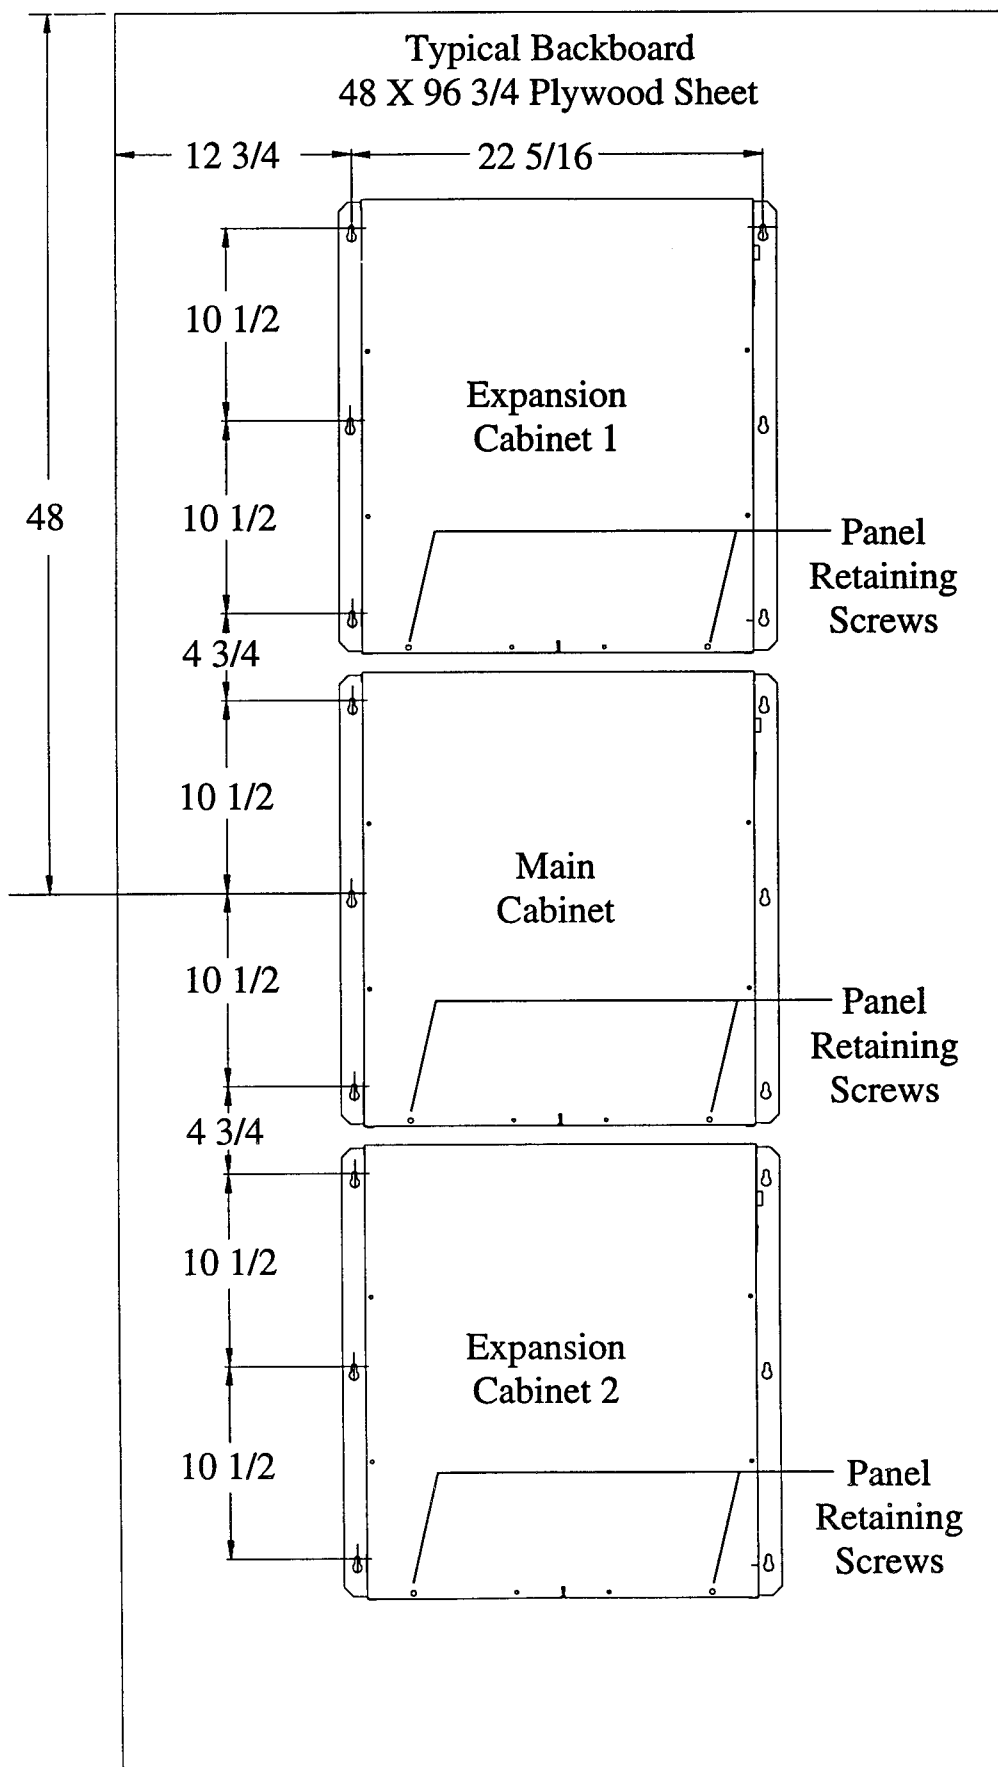 Typical Backboard
48 X 96 3/4 Plywood Sheet
12 3/4
22 5/16
10 1/2
Expansion
Cabinet 1
48
10 1/2
Panel
Retaining
Screws
4 3/4
10 1/2
Main
Cabinet
10 1/2
Panel
Retaining
Screws
4 3/4
10 1/2
Expansion
Cabinet 2
10 1/2
Panel
Retaining
Screws